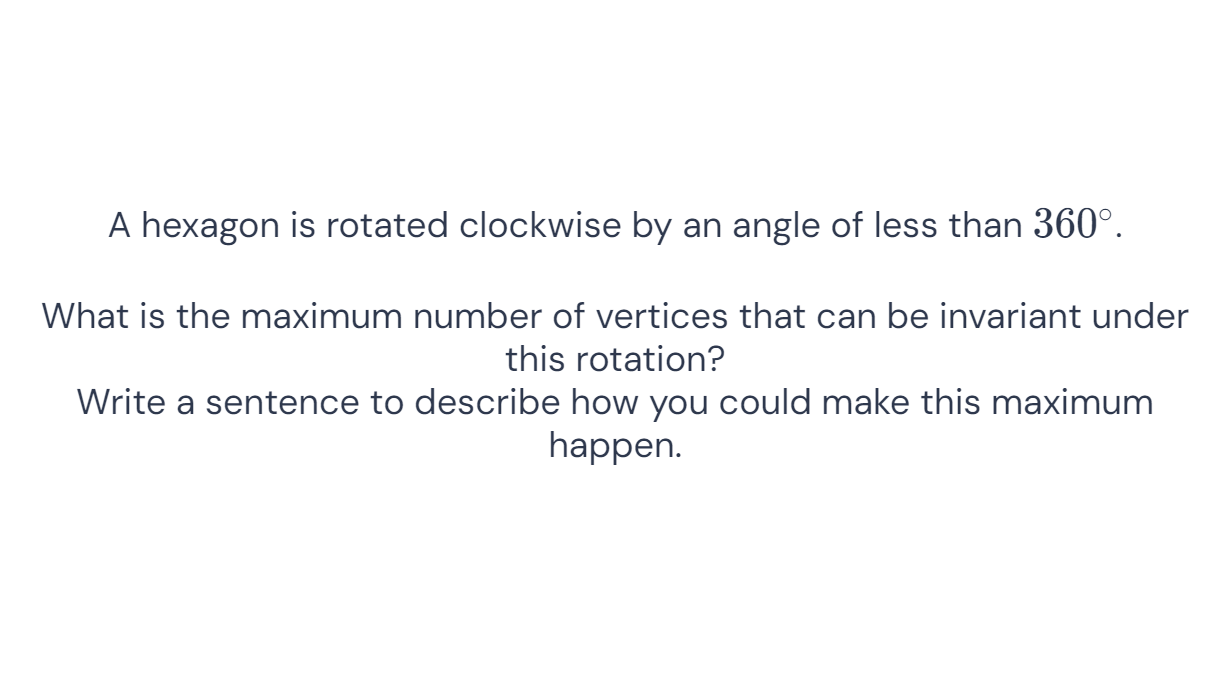 A hexagon is rotated clockwise by an angle of less than 360°.
What is the maximum number of vertices that can be invariant under
this rotation?
Write a sentence to describe how you could make this maximum
happen.